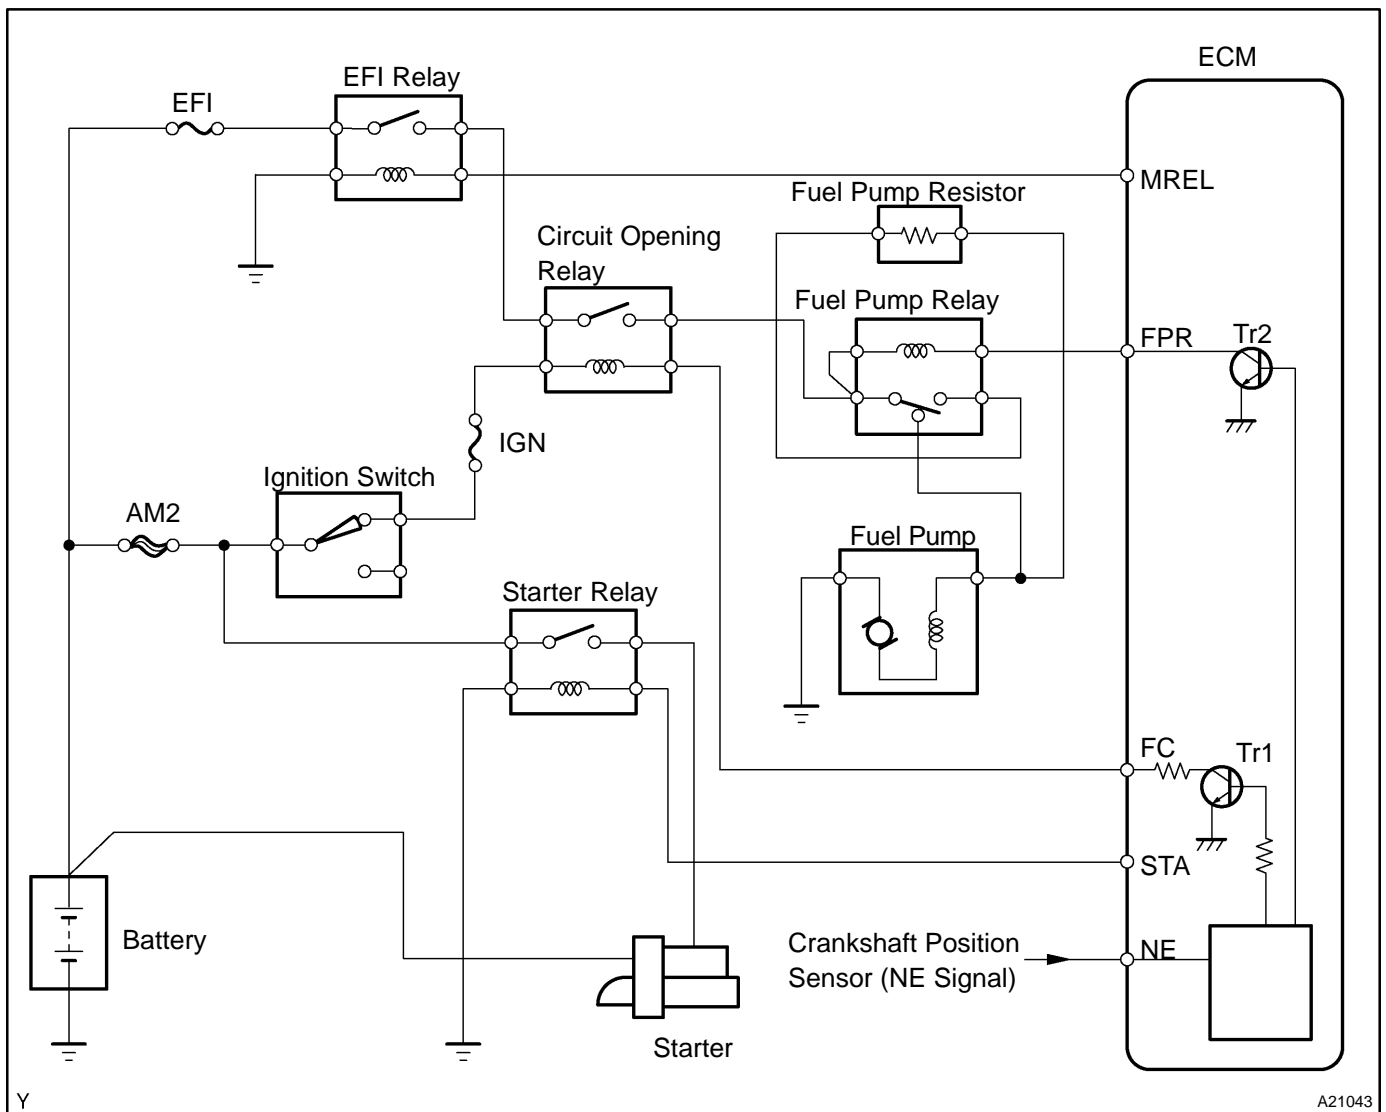 ECM
EFI Relay
EFI
MREL
Fuel Pump Resistor
Circuit Opening
Relay
Fuel Pump Relay
FPR
Tr2
IGN
Ignition Switch
AM2
Fuel Pump
Starter Relay
FC
Tr1
STA
Battery
Crankshaft Position
Sensor (NE Signal)
NE
Starter
Y
A21043